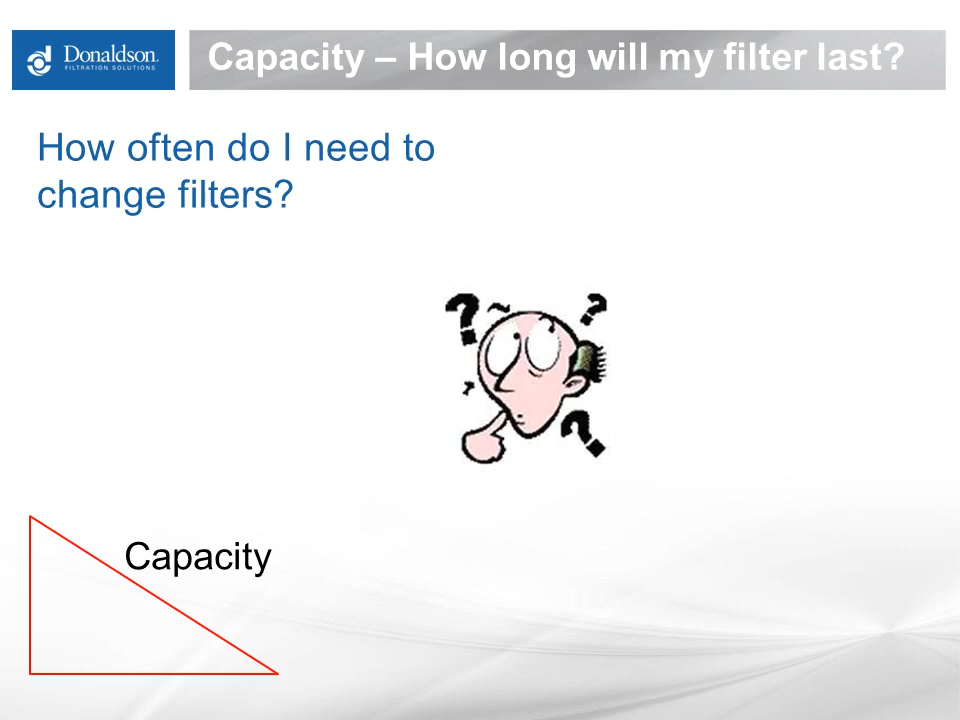 Donaldson.
FILTRATION SOLUTIONS
Capacity – How long will my filter last?
How often do I need to
change filters?
? ?
?
Capacity